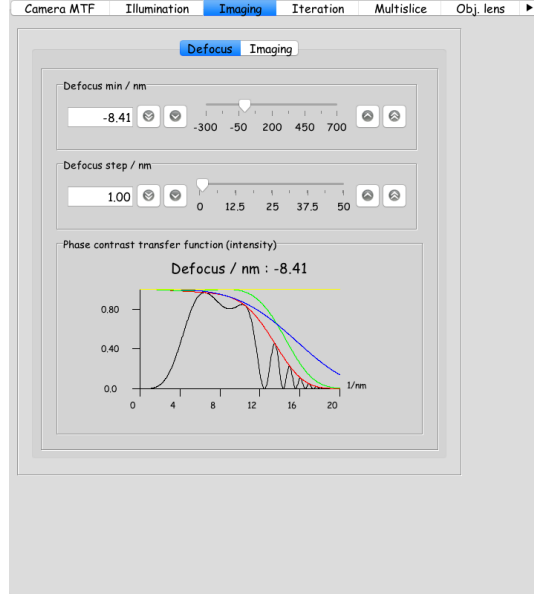 Camera MTF Illumination Imaging Iteration Multislice Obj. lens
Defocus Imaging
Defocus min / nm
-8.41
-300 -50 200 450 700
Defocus step / nm
1.00
0 12.5 25 37.5 50
Phase contrast transfer function (intensity)
Defocus / nm : -8.41
0.80
0.40
0.0
1/nm
0 4 8 12 16 20